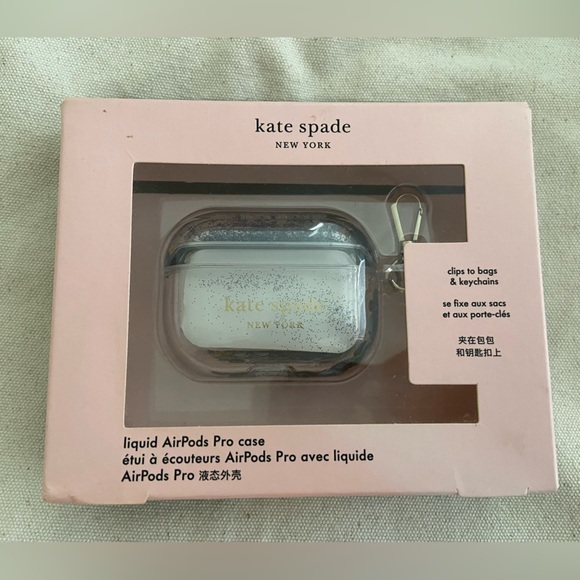 kate spade
NEW YORK
kate spade
NEW YORK
clips to bags
& keychains
se fixe aux sacs
et aux porte-clés
夹在包包
和钥匙扣上
liquid AirPods Pro case
étui à écouteurs AirPods Pro avec liquide
AirPods Pro 液态外壳